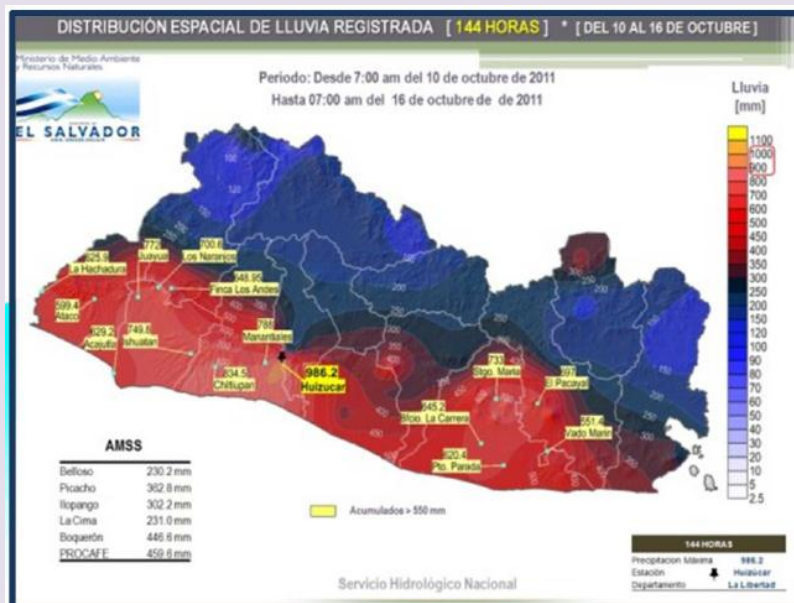 DISTRIBUCIÓN ESPACIAL DE LLUVIA REGISTRADA [ 144 HORAS ] * [ DEL 10 AL 16 DE OCTUBRE ]
Ministerio de Medio Ambiente
y Recursos Naturales
EL SALVADOR
Periodo: Desde 7:00 am del 10 de octubre de 2011
Hasta 07:00 am del 16 de octubre de de 2011
Lluvia
[mm]
1100
1000
900
800
700
600
500
450
400
350
300
250
200
150
100
90
80
70
60
50
40
30
20
10
5
2.5
625.9
La Hachadura
772
Juayua
700.6
Los Naranjos
648.95
Finca Los Andes
599.4
Ataco
629.2
Acajutla
749.8
Ishuatan
788
Manantiales
834.5
Chiltiupan
986.2
Huizucar
733
Stgo. Maria
697
El Pacayal
645.2
Bfcio. La Carrera
551.4
Vado Marin
620.4
Pto. Parada
AMSS
Belloso 230.2 mm
Picacho 362.8 mm
Ilopango 302.2 mm
La Cima 231.0 mm
Boquerón 446.6 mm
PROCAFE 459.6 mm
Acumulados > 550 mm
144 HORAS
Precipitacion Máxima 986.2
Estación Huizúcar
Departamento La Libertad
Servicio Hidrológico Nacional